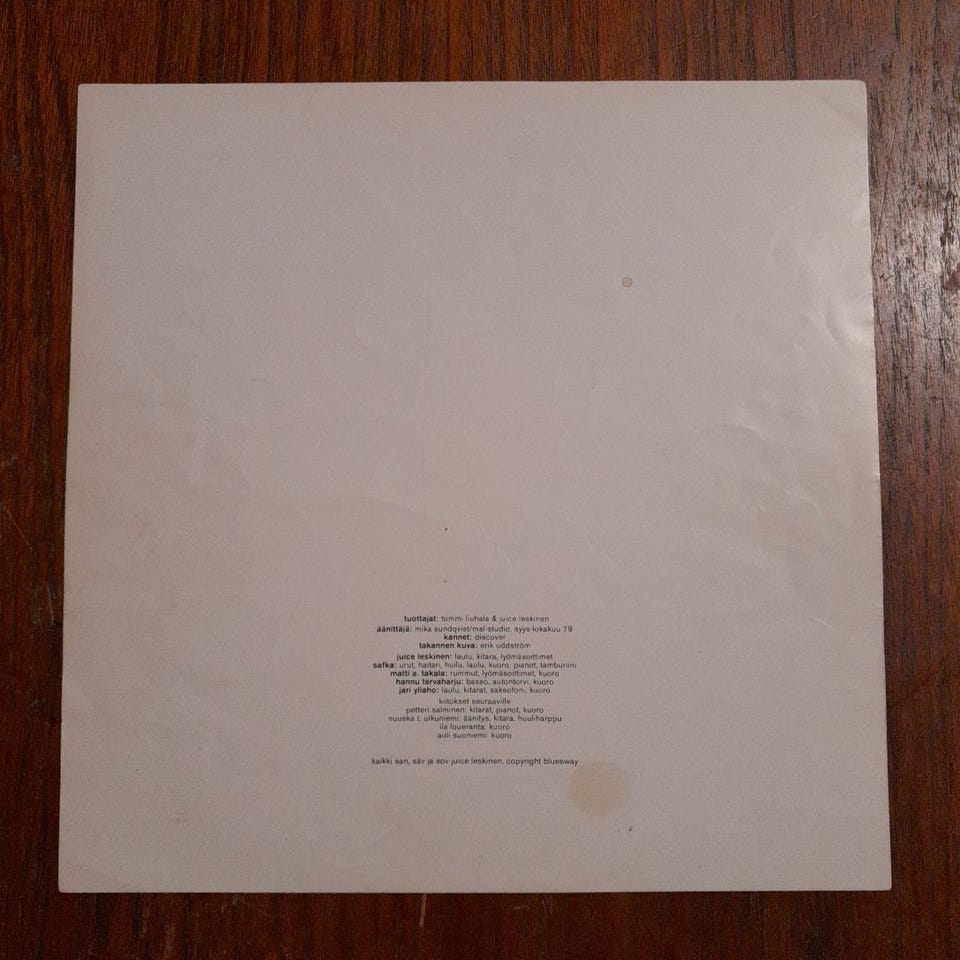 tuottajat: tommi liuhala & juice leskinen
äänittäjä: mika sundqvist/msl-studio, syys-lokakuu 79
kannet: discover
takannen kuva: erik uddström
juice leskinen: laulu, kitara, lyömäsoittimet
safka: urut, haitari, huilu, laulu, kuoro, pianot, tamburiini
matti a. takala: rummut, lyömäsoittimet, kuoro
hannu tervaharju: basso, autontorvi, kuoro
jari yliaho: laulu, kitarat, saksofoni, kuoro
kiitokset seuraaville
petteri salminen: kitarat, pianot, kuoro
nuuska t. ulkuniemi: äänitys, kitara, huuliharppu
ila loueranta: kuoro
auli suoniemi: kuoro
kaikki san, säv ja sov juice leskinen, copyright bluesway